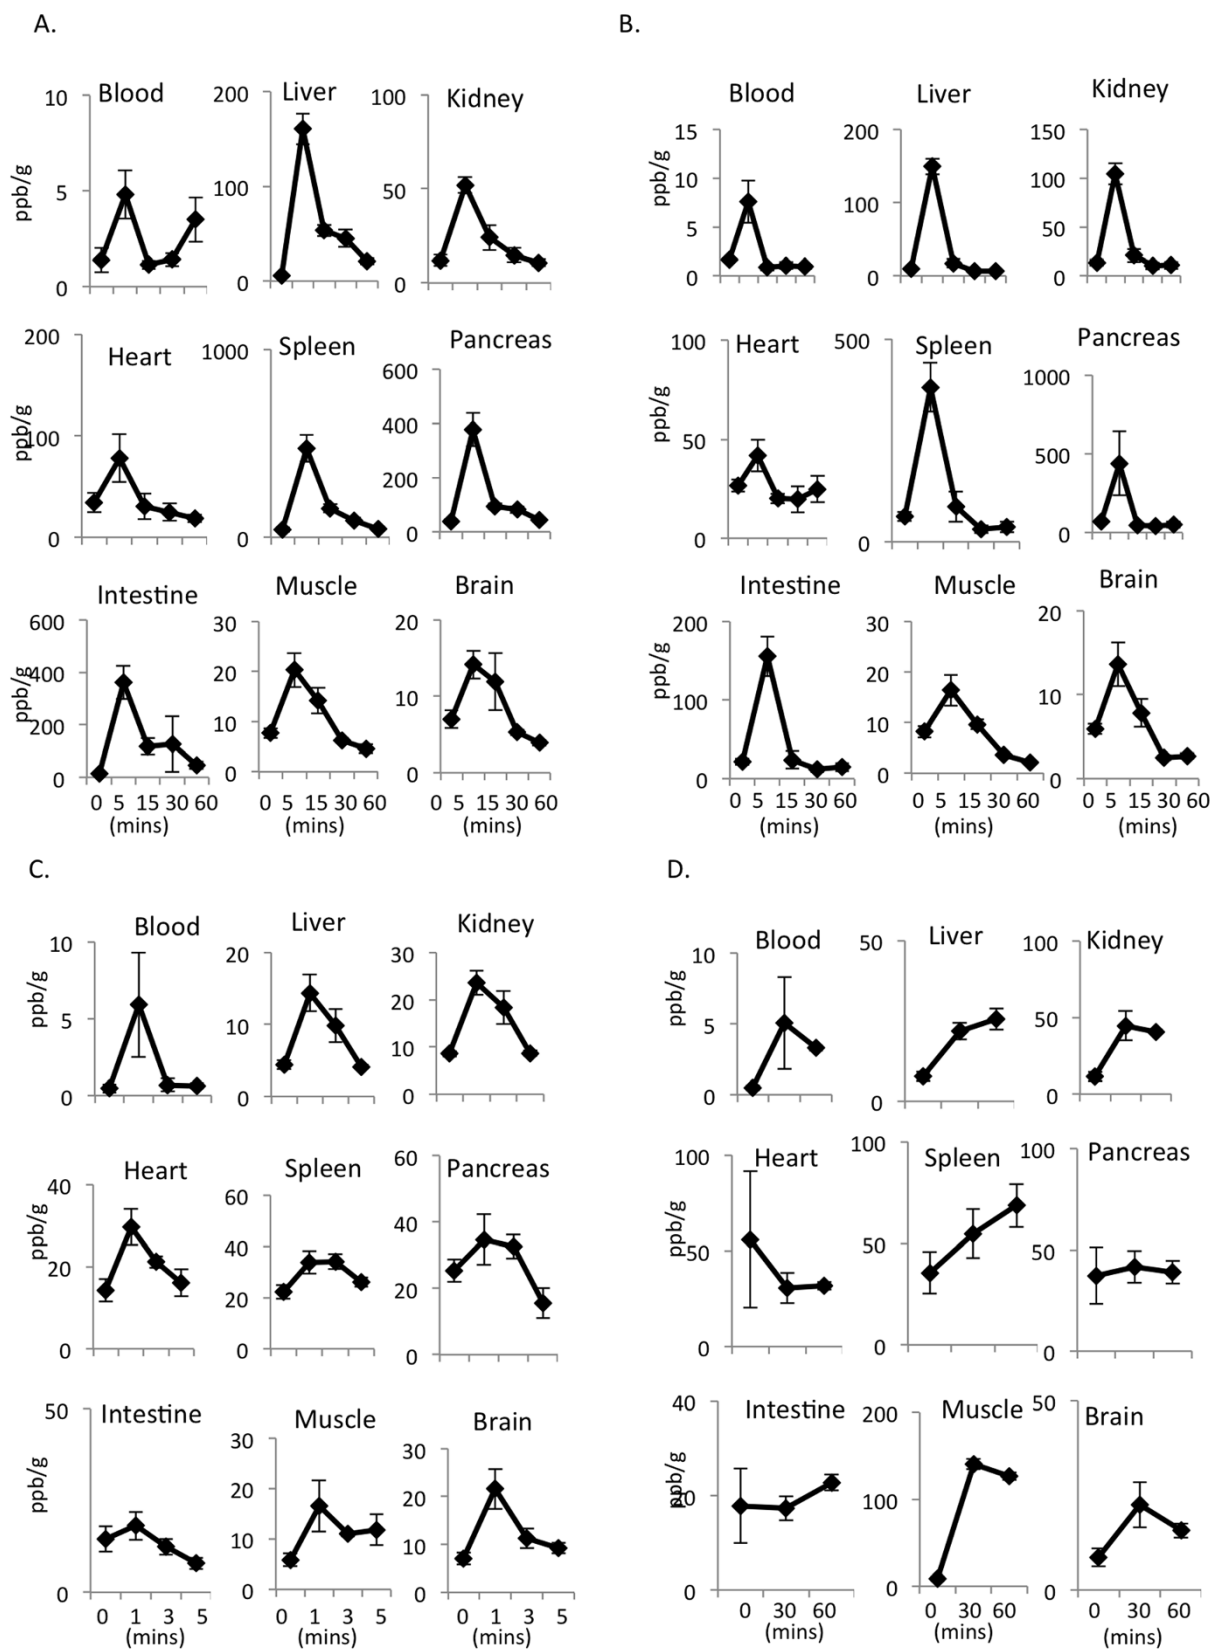 A.
Blood
Liver
Kidney
10
5
0
ppb/g
200
100
0
100
50
0
Heart
Spleen
Pancreas
200
100
0
ppb/g
1000
0
600
400
200
0
Intestine
Muscle
Brain
600
400
200
0
ppb/g
30
20
10
0
20
10
0
0 5 15 30 60
(mins)
0 5 15 30 60
(mins)
0 5 15 30 60
(mins)
B.
Blood
Liver
Kidney
15
10
5
0
ppb/g
200
100
0
150
100
50
0
Heart
Spleen
Pancreas
100
50
0
ppb/g
500
0
1000
500
0
Intestine
Muscle
Brain
200
100
0
ppb/g
30
20
10
0
20
10
0
0 5 15 30 60
(mins)
0 5 15 30 60
(mins)
0 5 15 30 60
(mins)
C.
Blood
Liver
Kidney
10
5
0
ppb/g
20
10
0
30
20
10
0
Heart
Spleen
Pancreas
40
20
0
ppb/g
60
40
20
0
60
40
20
0
Intestine
Muscle
Brain
50
0
ppb/g
30
20
10
0
30
20
10
0
0 1 3 5
(mins)
0 1 3 5
(mins)
0 1 3 5
(mins)
D.
Blood
Liver
Kidney
10
5
0
ppb/g
50
0
100
50
0
Heart
Spleen
Pancreas
100
50
0
ppb/g
100
50
0
100
50
0
Intestine
Muscle
Brain
40
20
0
ppb/g
200
100
0
50
0
0 30 60
(mins)
0 30 60
(mins)
0 30 60
(mins)